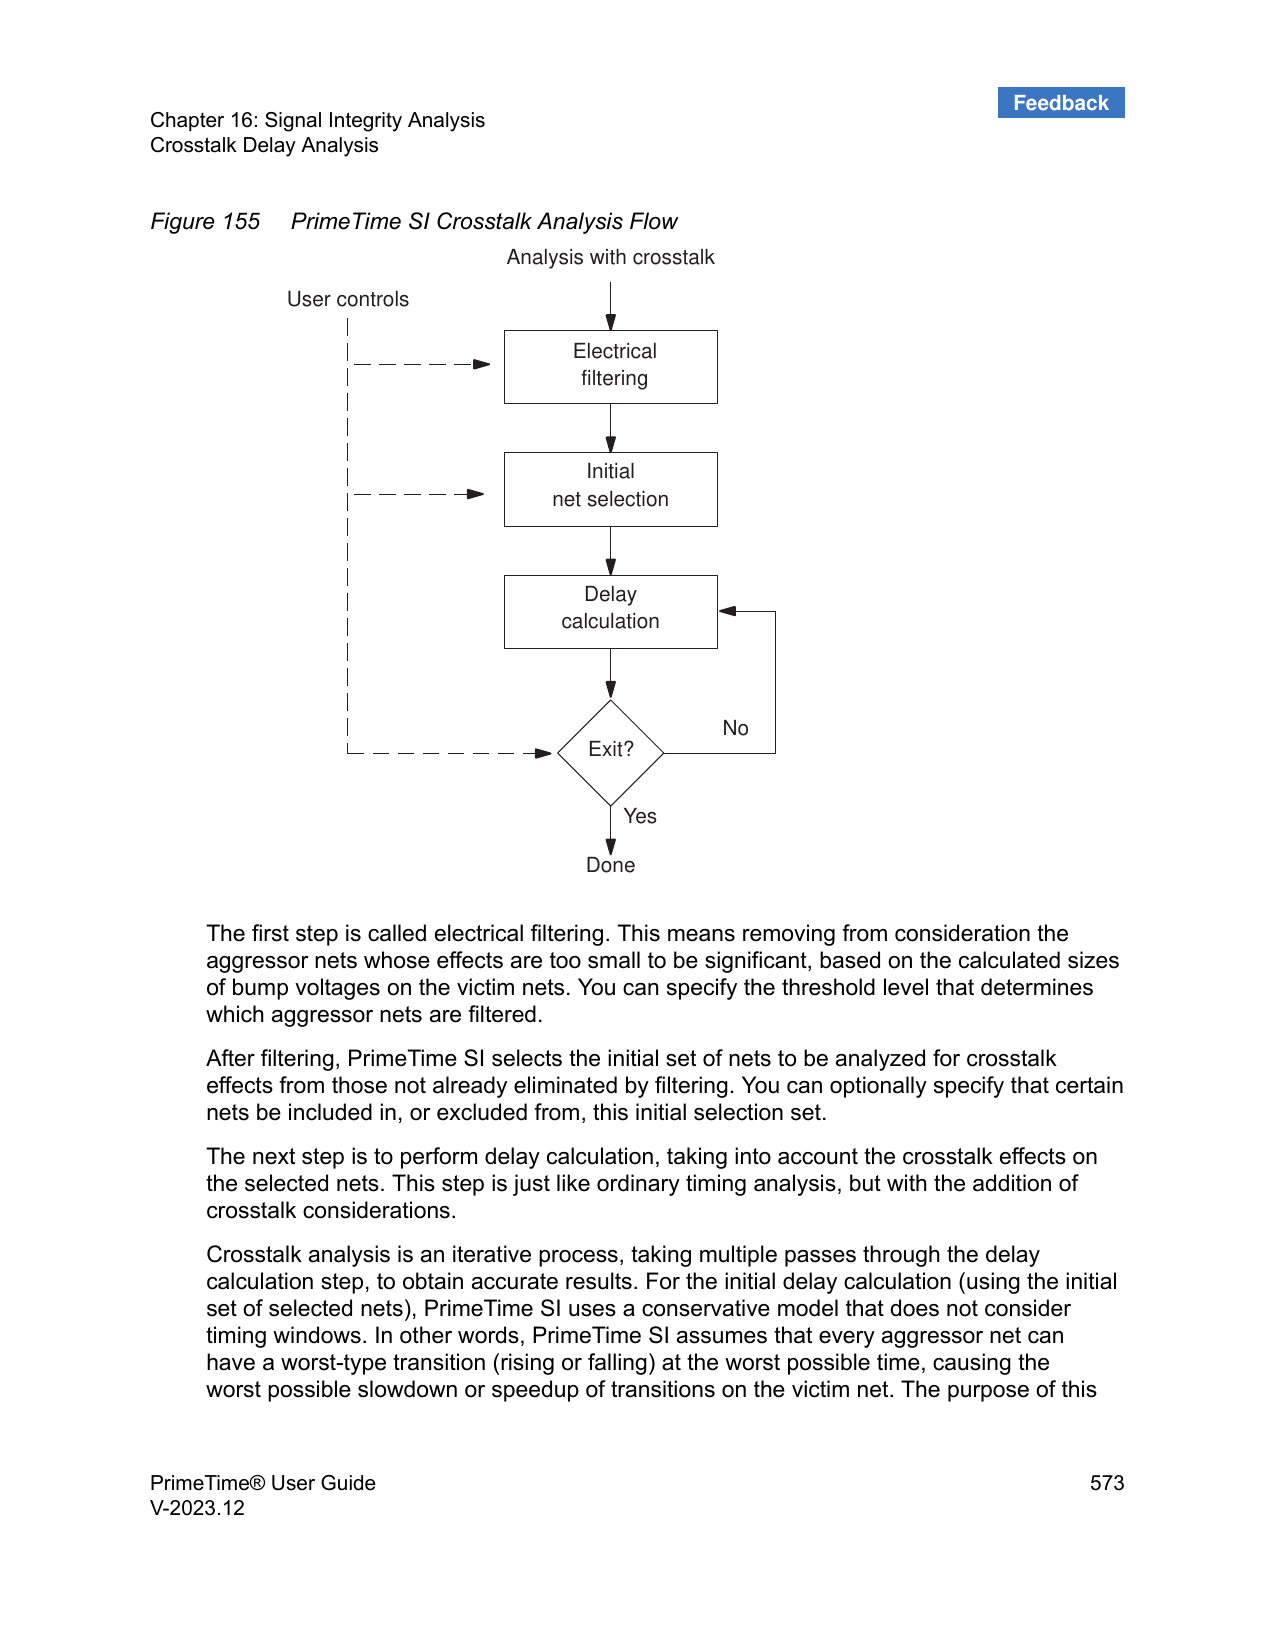 Feedback
Chapter 16: Signal Integrity Analysis
Crosstalk Delay Analysis
Figure 155 PrimeTime SI Crosstalk Analysis Flow
Analysis with crosstalk
User controls
Electrical
filtering
Initial
net selection
Delay
calculation
No
Exit?
Yes
Done
The first step is called electrical filtering. This means removing from consideration the
aggressor nets whose effects are too small to be significant, based on the calculated sizes
of bump voltages on the victim nets. You can specify the threshold level that determines
which aggressor nets are filtered.
After filtering, PrimeTime SI selects the initial set of nets to be analyzed for crosstalk
effects from those not already eliminated by filtering. You can optionally specify that certain
nets be included in, or excluded from, this initial selection set.
The next step is to perform delay calculation, taking into account the crosstalk effects on
the selected nets. This step is just like ordinary timing analysis, but with the addition of
crosstalk considerations.
Crosstalk analysis is an iterative process, taking multiple passes through the delay
calculation step, to obtain accurate results. For the initial delay calculation (using the initial
set of selected nets), PrimeTime SI uses a conservative model that does not consider
timing windows. In other words, PrimeTime SI assumes that every aggressor net can
have a worst-type transition (rising or falling) at the worst possible time, causing the
worst possible slowdown or speedup of transitions on the victim net. The purpose of this
PrimeTime® User Guide
V-2023.12
573